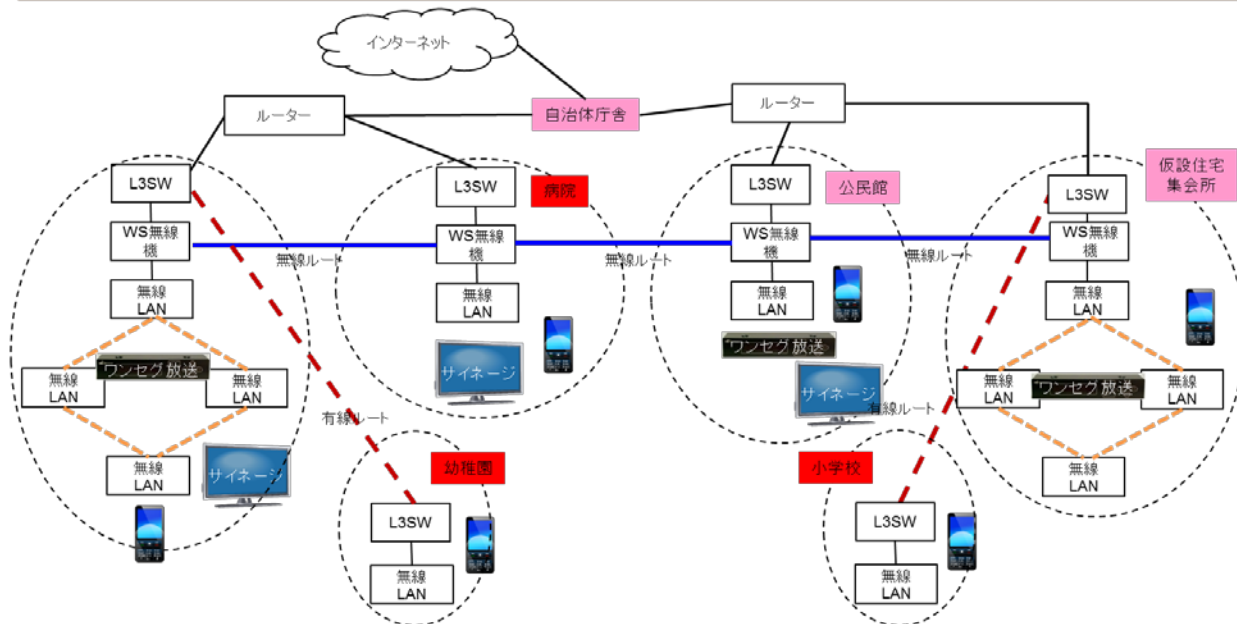 インターネット
ルーター
自治体庁舎
ルーター
L3SW
L3SW
病院
L3SW
公民館
L3SW
仮設住宅
集会所
WS無線
機
WS無線
機
WS無線
機
WS無線
機
無線ルート
無線ルート
無線ルート
無線
LAN
無線
LAN
無線
LAN
無線
LAN
無線
LAN
ワンセグ放送
無線
LAN
サイネージ
ワンセグ放送
サイネージ
無線
LAN
ワンセグ放送
無線
LAN
有線ルート
有線ルート
無線
LAN
サイネージ
幼稚園
小学校
無線
LAN
L3SW
L3SW
無線
LAN
無線
LAN